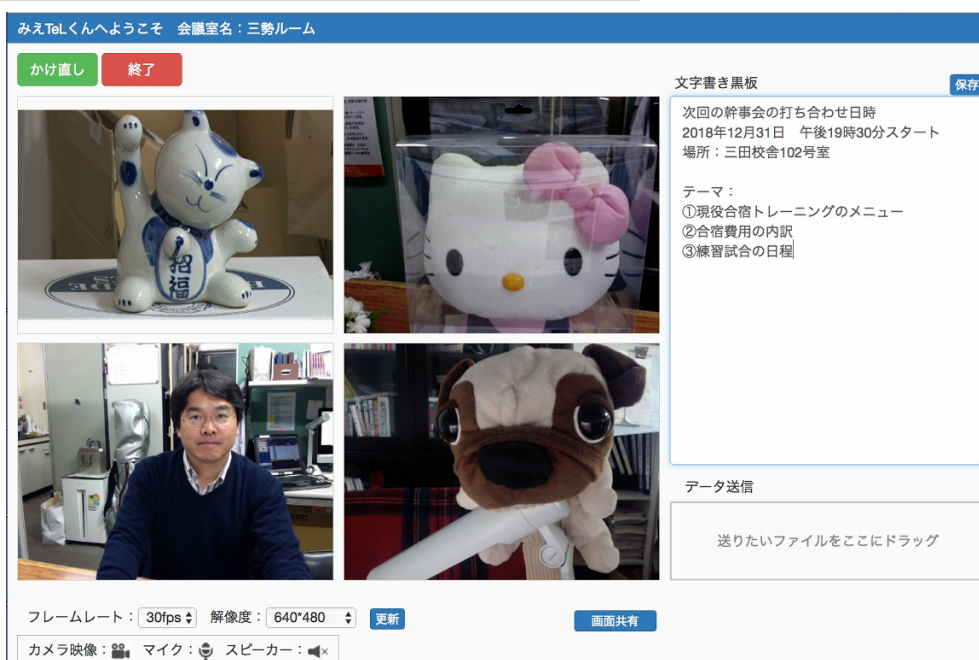 みえTeLくんへようこそ　会議室名：三勢ルーム
かけ直し
終了
招福
文字書き黒板
保存
次回の幹事会の打ち合わせ日時
2018年12月31日　午後19時30分スタート
場所：三田校舎102号室
テーマ：
①現役合宿トレーニングのメニュー
②合宿費用の内訳
③練習試合の日程
データ送信
送りたいファイルをここにドラッグ
フレームレート：30fps 解像度：640*480 更新
画面共有
カメラ映像： マイク： スピーカー：